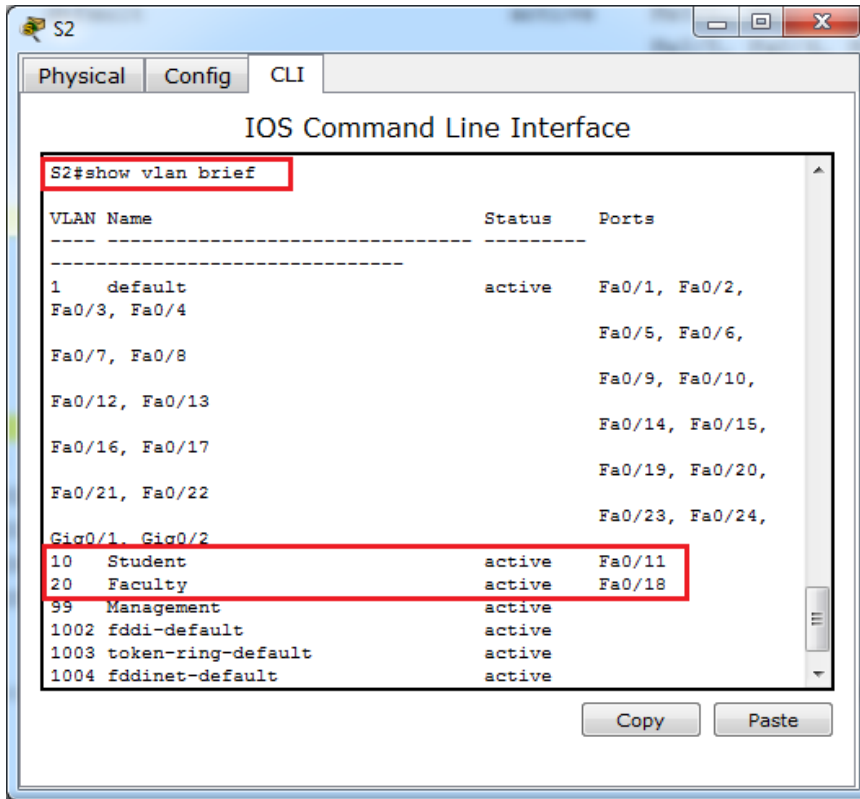 S2
Physical Config CLI
IOS Command Line Interface
S2#show vlan brief
VLAN Name Status Ports
---- -------------------------------- ---------
-------------------------------
1 default active Fa0/1, Fa0/2,
Fa0/3, Fa0/4
Fa0/5, Fa0/6,
Fa0/7, Fa0/8
Fa0/9, Fa0/10,
Fa0/12, Fa0/13
Fa0/14, Fa0/15,
Fa0/16, Fa0/17
Fa0/19, Fa0/20,
Fa0/21, Fa0/22
Fa0/23, Fa0/24,
Gig0/1, Gig0/2
10 Student active Fa0/11
20 Faculty active Fa0/18
99 Management active
1002 fddi-default active
1003 token-ring-default active
1004 fddinet-default active
Copy Paste